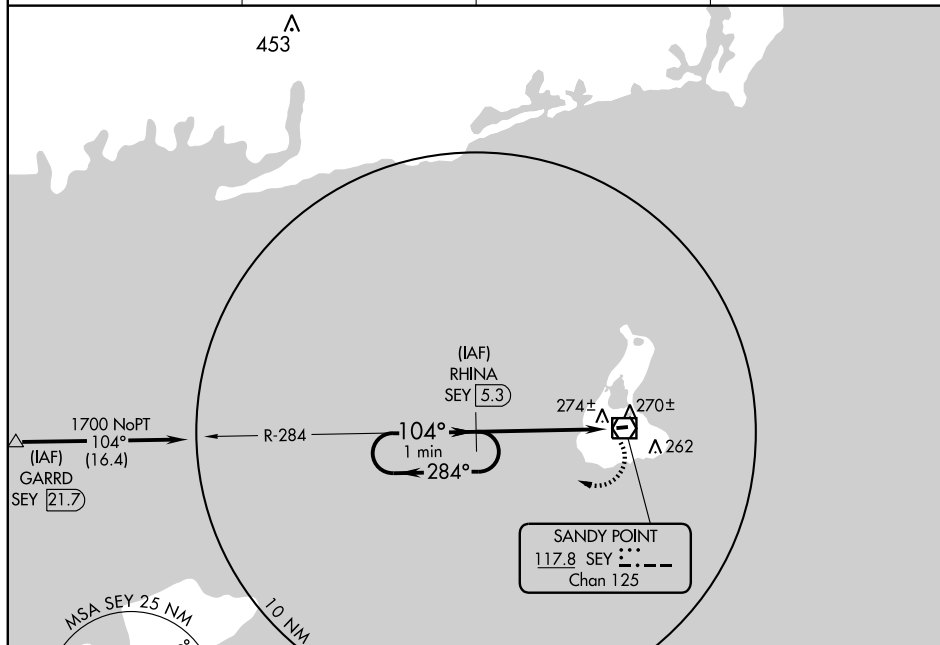 453
(IAF)
RHINA
SEY 5.3
274±
270±
262
1700 NoPT
104°
(16.4)
(IAF)
GARRD
SEY 21.7
R-284
104°
1 min
284°
SANDY POINT
117.8 SEY
Chan 125
MSA SEY 25 NM
10 NM